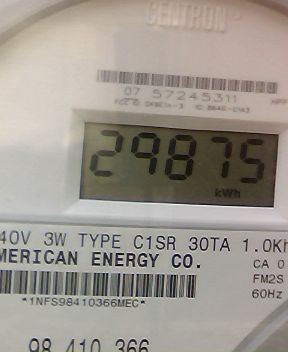 CENTRON
07 57245311
29875
kWh
40V 3W TYPE C1SR 30TA 1.0Kh
MERICAN ENERGY CO. CA 0
FM2S
*1NFS98410366MEC* 60Hz
98 410 366